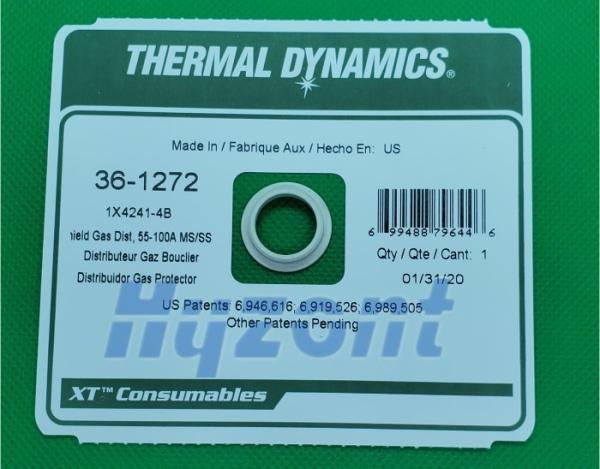 THERMAL DYNAMICS®
Made In / Fabrique Aux / Hecho En: US
36-1272
1X4241-4B
hield Gas Dist, 55-100A MS/SS
Distributeur Gaz Bouclier
Distribuidor Gas Protector
6 99488 79644 6
Qty / Qte / Cant: 1
01/31/20
US Patents: 6,946,616; 6,919,526; 6,989,505
Other Patents Pending
Hyzont
XT™ Consumables